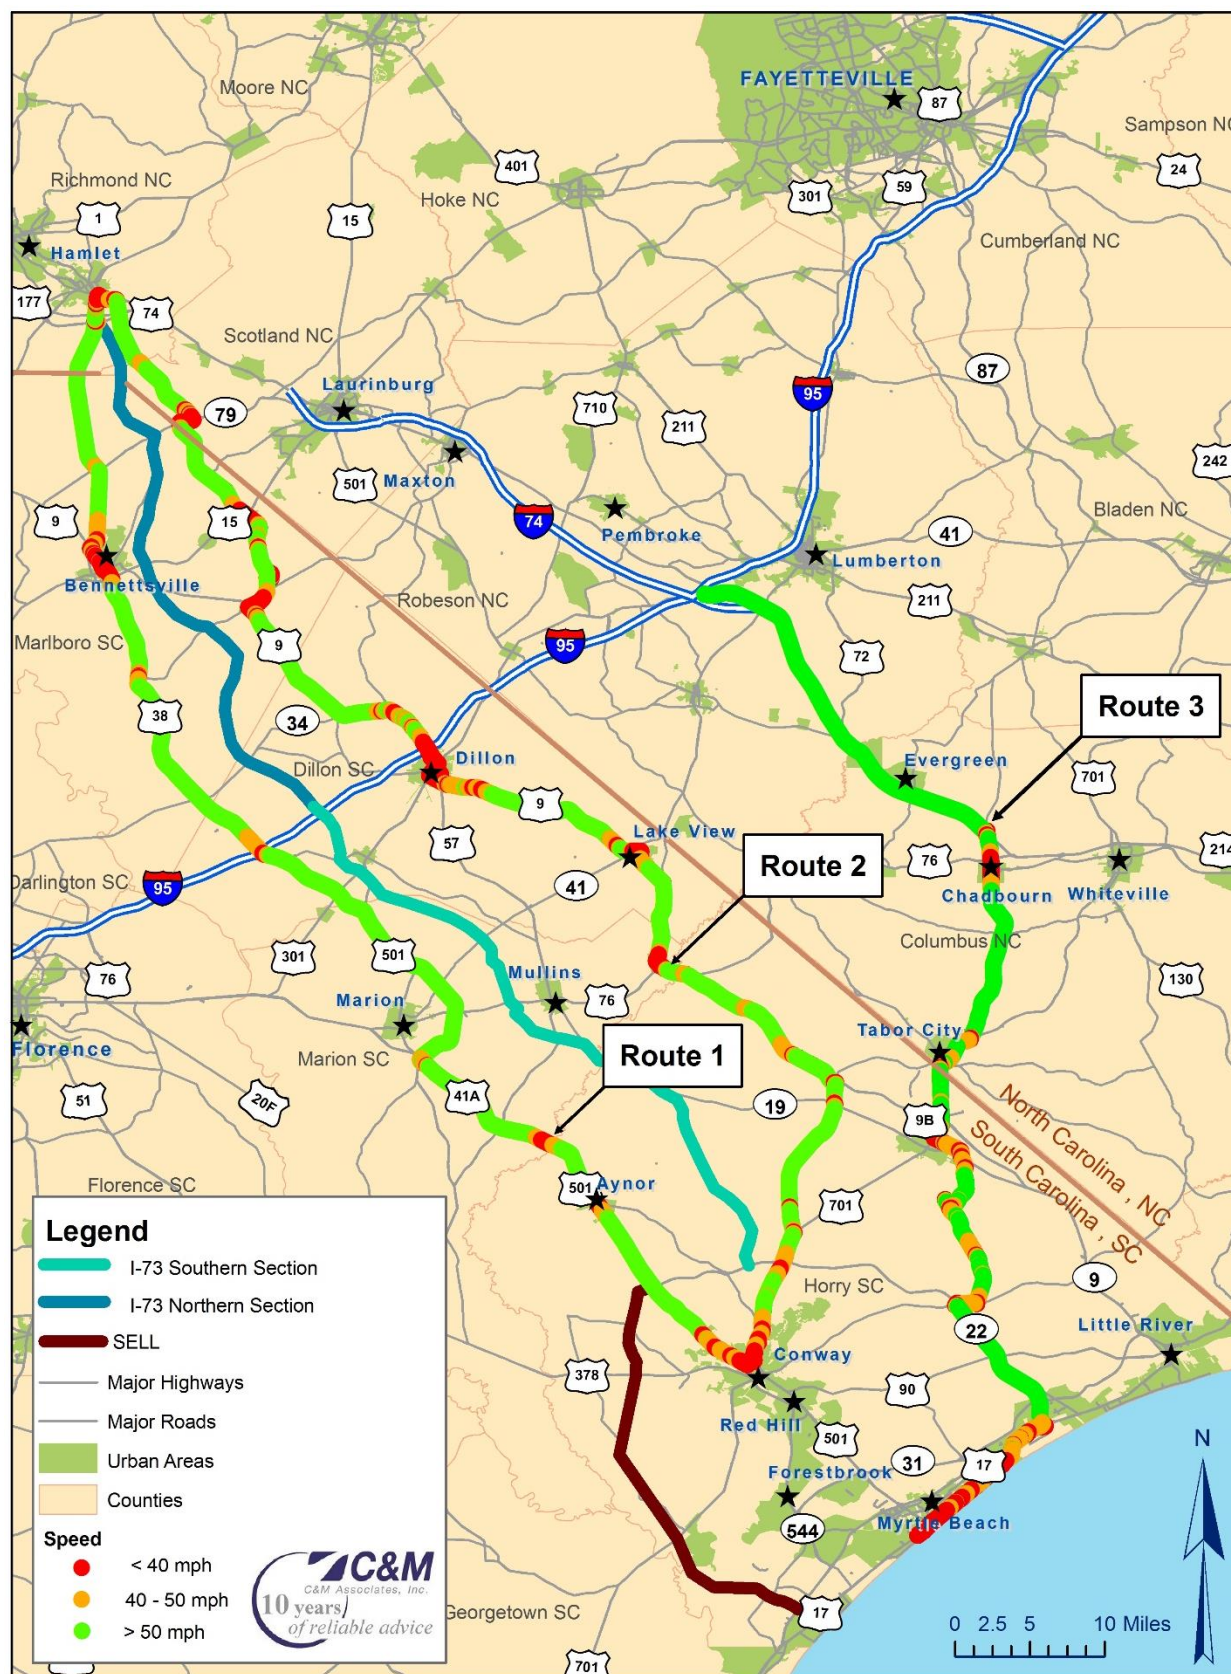 FAYETTEVILLE
87
Moore NC
Sampson NC
401
24
Richmond NC
59
301
Hoke NC
1
15
Cumberland NC
Hamlet
177
74
Scotland NC
87
Laurinburg
95
79
710
211
242
501
Maxton
9
15
74
Pembroke
41
Bladen NC
Bennettsville
Lumberton
Robeson NC
211
Marlboro SC
9
95
72
Route 3
38
34
Evergreen
Dillon SC
Dillon
701
9
Lake View
57
Route 2
76
214
Darlington SC
95
41
Chadbourn
Whiteville
Columbus NC
301
501
Mullins
76
130
Marion
76
Tabor City
Florence
Route 1
Marion SC
51
20F
41A
19
9B
North Carolina , NC
South Carolina , SC
Florence SC
501
Aynor
701
Legend
I-73 Southern Section
Horry SC
9
I-73 Northern Section
22
Little River
SELL
Conway
378
Major Highways
90
Red Hill
Major Roads
501
N
Urban Areas
31
17
Forestbrook
Counties
Myrtle Beach
544
Speed
< 40 mph
C&M
C&M Associates, Inc.
40 - 50 mph
10 years
of reliable advice
> 50 mph
Georgetown SC
17
0 2.5 5 10 Miles
701